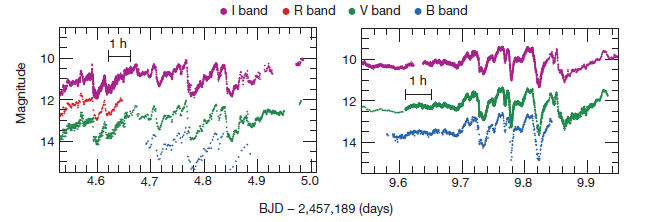 I band R band V band B band
1 h
1 h
10
12
14
10
12
14
Magnitude
4.6 4.7 4.8 4.9 5.0
9.6 9.7 9.8 9.9
BJD – 2,457,189 (days)